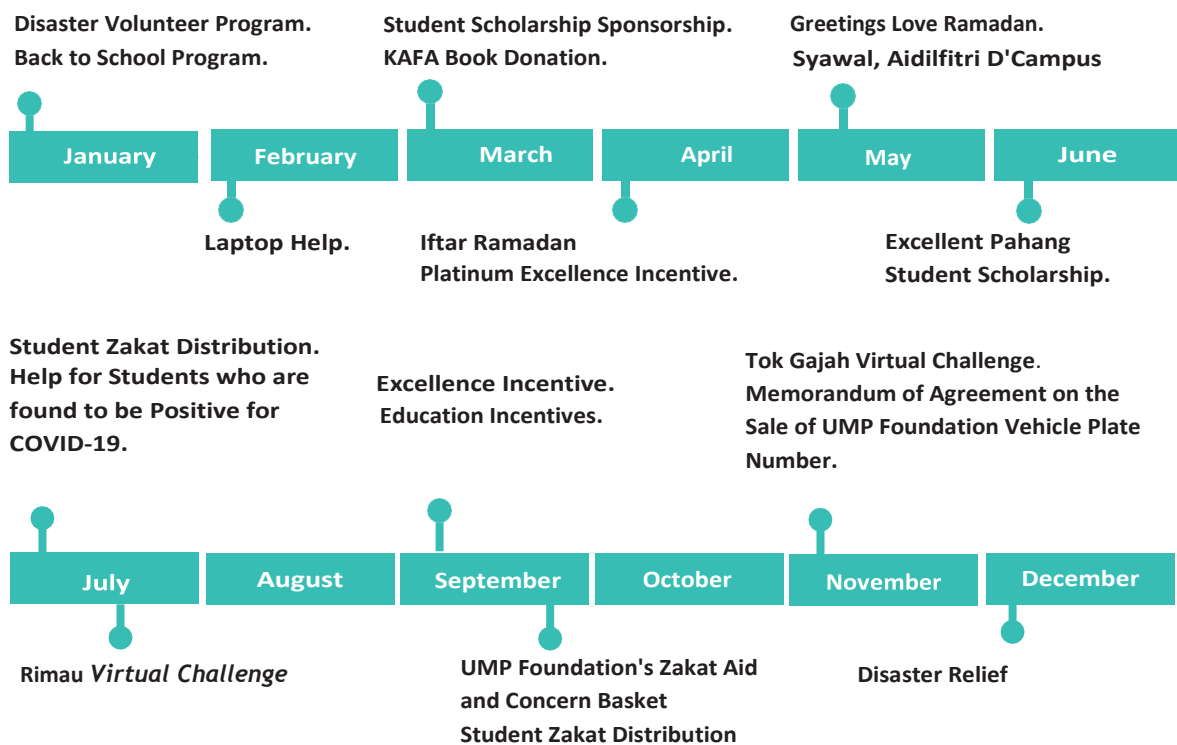 Disaster Volunteer Program.
Back to School Program.
Student Scholarship Sponsorship.
KAFA Book Donation.
Greetings Love Ramadan.
Syawal, Aidilfitri D'Campus
January
February
March
April
May
June
Laptop Help.
Iftar Ramadan
Platinum Excellence Incentive.
Excellent Pahang
Student Scholarship.
Student Zakat Distribution.
Help for Students who are
found to be Positive for
COVID-19.
Excellence Incentive.
Education Incentives.
Tok Gajah Virtual Challenge.
Memorandum of Agreement on the
Sale of UMP Foundation Vehicle Plate
Number.
July
August
September
October
November
December
Rimau Virtual Challenge
UMP Foundation's Zakat Aid
and Concern Basket
Student Zakat Distribution
Disaster Relief